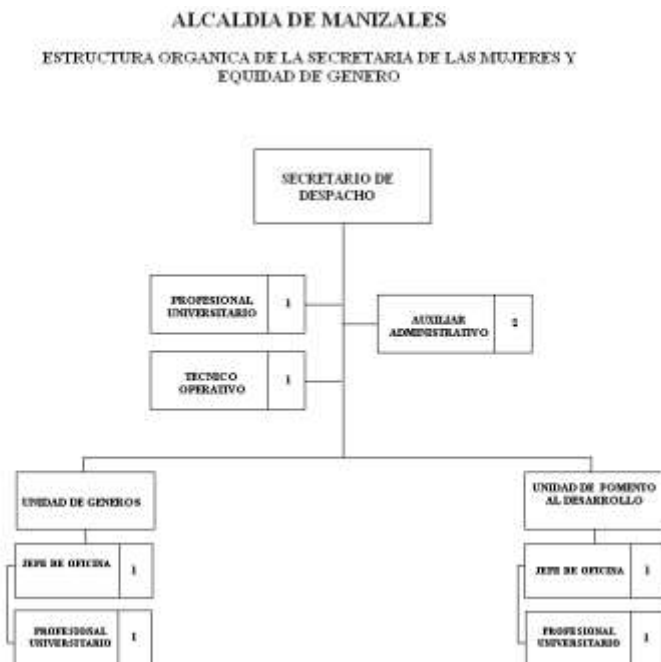 ALCALDIA DE MANIZALES
ESTRUCTURA ORGANICA DE LA SECRETARIA DE LAS MUJERES Y
EQUIDAD DE GENERO
SECRETARIO DE
DESPACHO
PROFESIONAL
UNIVERSITARIO
1
AUXILIAR
ADMINISTRATIVO
TECNICO
OPERATIVO
1
UNIDAD DE GENEROS
JEFE DE OFICINA
1
PROFESIONAL
UNIVERSITARIO
1
UNIDAD DE FOMENTO
AL DESARROLLO
JEFE DE OFICINA
1
PROFESIONAL
UNIVERSITARIO
1